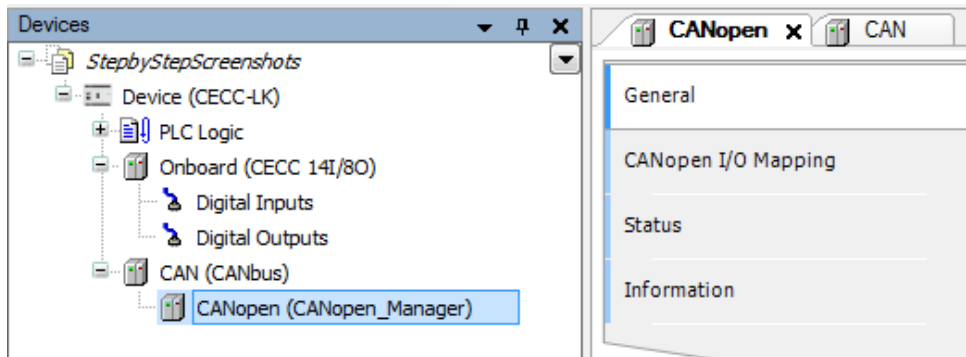 Devices
StepbyStepScreenshots
Device (CECC-LK)
PLC Logic
Onboard (CECC 14I/8O)
Digital Inputs
Digital Outputs
CAN (CANbus)
CANopen (CANopen_Manager)
CANopen
CAN
General
CANopen I/O Mapping
Status
Information